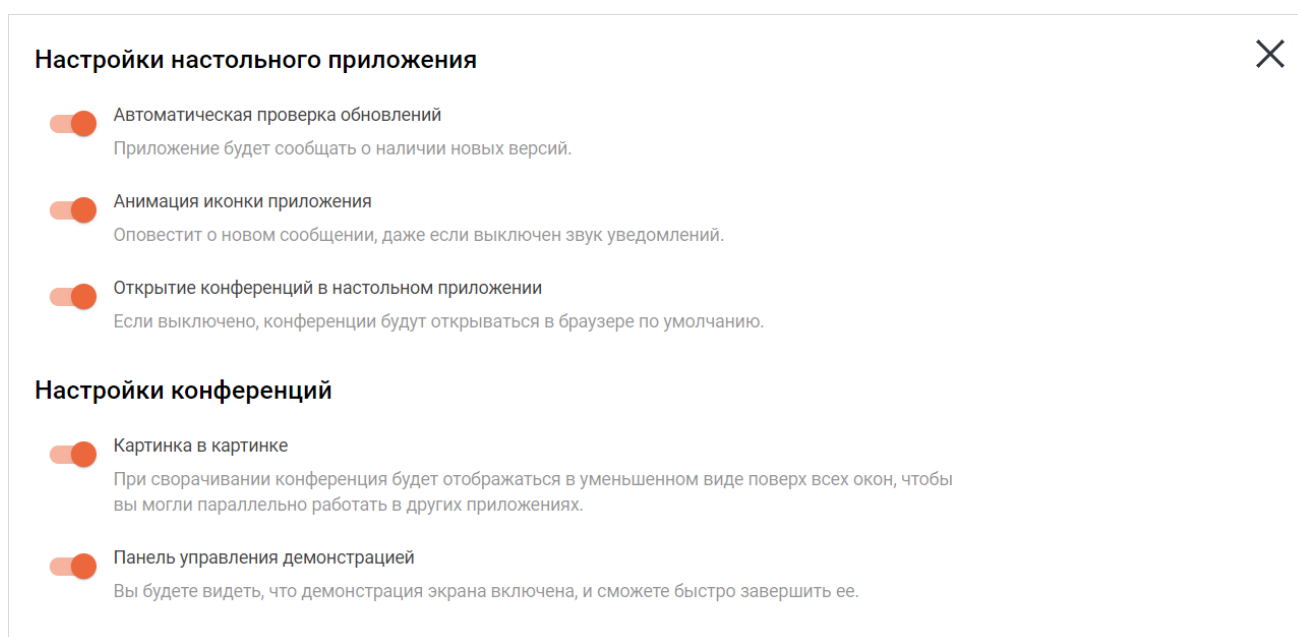 Настройки настольного приложения
Автоматическая проверка обновлений
Приложение будет сообщать о наличии новых версий.
Анимация иконки приложения
Оповестит о новом сообщении, даже если выключен звук уведомлений.
Открытие конференций в настольном приложении
Если выключено, конференции будут открываться в браузере по умолчанию.
Настройки конференций
Картинка в картинке
При сворачивании конференция будет отображаться в уменьшенном виде поверх всех окон, чтобы
вы могли параллельно работать в других приложениях.
Панель управления демонстрацией
Вы будете видеть, что демонстрация экрана включена, и сможете быстро завершить ее.